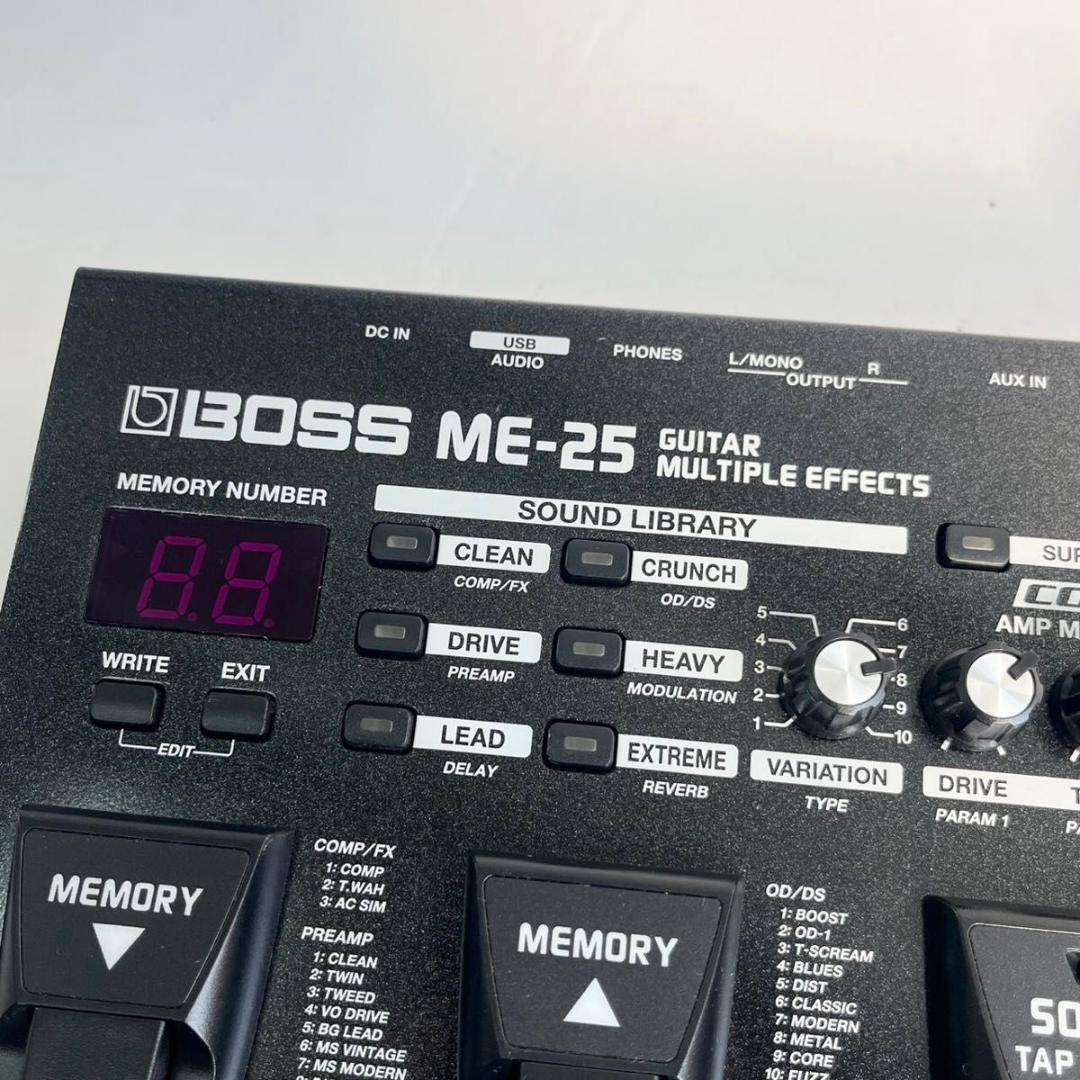 DC IN
USB
AUDIO
PHONES
L/MONO
R
OUTPUT
AUX IN
BOSS ME-25 GUITAR
MULTIPLE EFFECTS
MEMORY NUMBER
8.8.
WRITE
EXIT
EDIT
SOUND LIBRARY
CLEAN
COMP/FX
CRUNCH
OD/DS
DRIVE
PREAMP
HEAVY
MODULATION
LEAD
DELAY
EXTREME
REVERB
5
6
4
7
3
8
2
9
1
10
VARIATION
TYPE
AMP
DRIVE
PARAM 1
MEMORY
COMP/FX
1: COMP
2: T.WAH
3: AC SIM
PREAMP
1: CLEAN
2: TWIN
3: TWEED
4: VO DRIVE
5: BG LEAD
6: MS VINTAGE
7: MS MODERN
MEMORY
OD/DS
1: BOOST
2: OD-1
3: T-SCREAM
4: BLUES
5: DIST
6: CLASSIC
7: MODERN
8: METAL
9: CORE
10: FUZZ
TAP